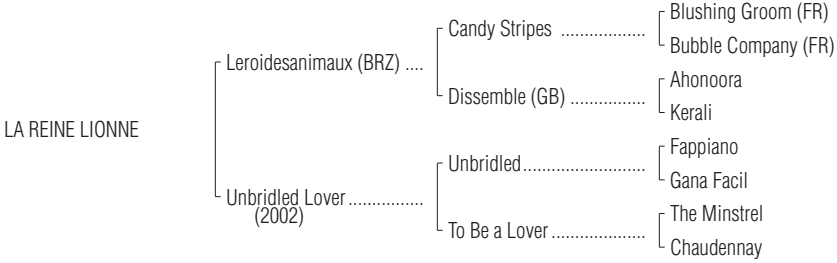 Blushing Groom (FR)
Candy Stripes ..................
Bubble Company (FR)
Leroidesanimaux (BRZ) ....
Ahonoora
Dissemble (GB) ................
Kerali
LA REINE LIONNE
Fappiano
Unbridled..........................
Gana Facil
Unbridled Lover ................
(2002)
The Minstrel
To Be a Lover ....................
Chaudennay